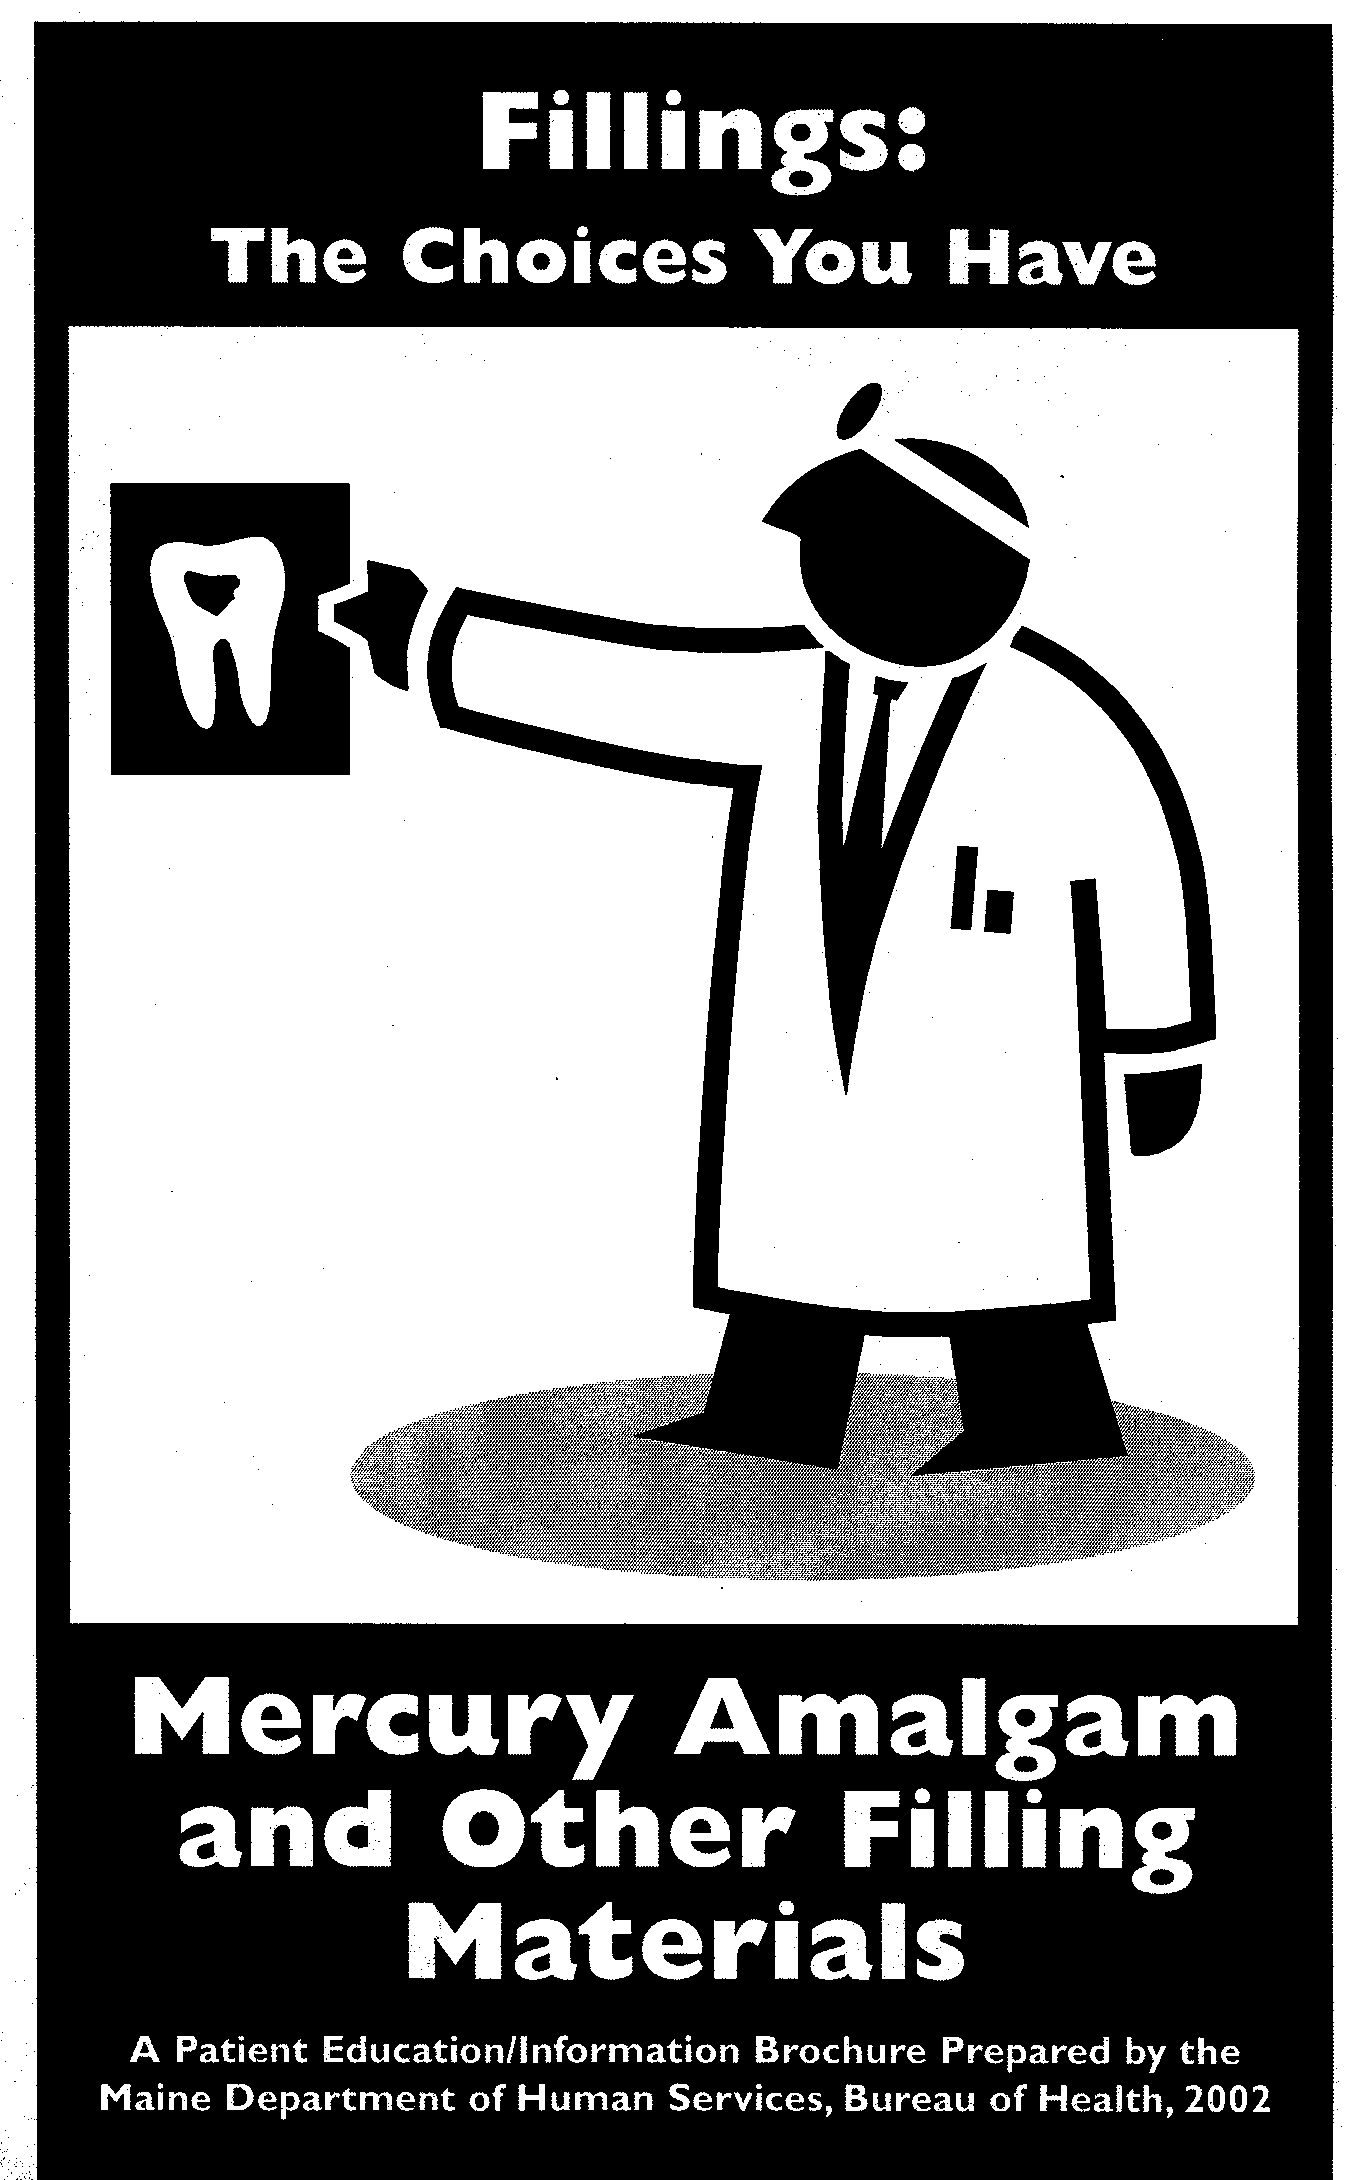 Fillings:
The Choices You Have
Mercury Amalgam
and Other Filling
Materials
A Patient Education/Information Brochure Prepared by the
Maine Department of Human Services, Bureau of Health, 2002